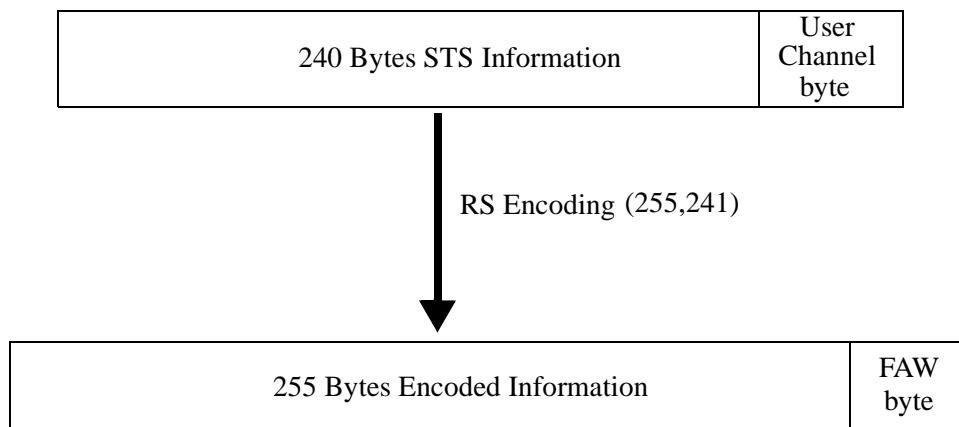 240 Bytes STS Information
User
Channel
byte
RS Encoding (255,241)
255 Bytes Encoded Information
FAW
byte